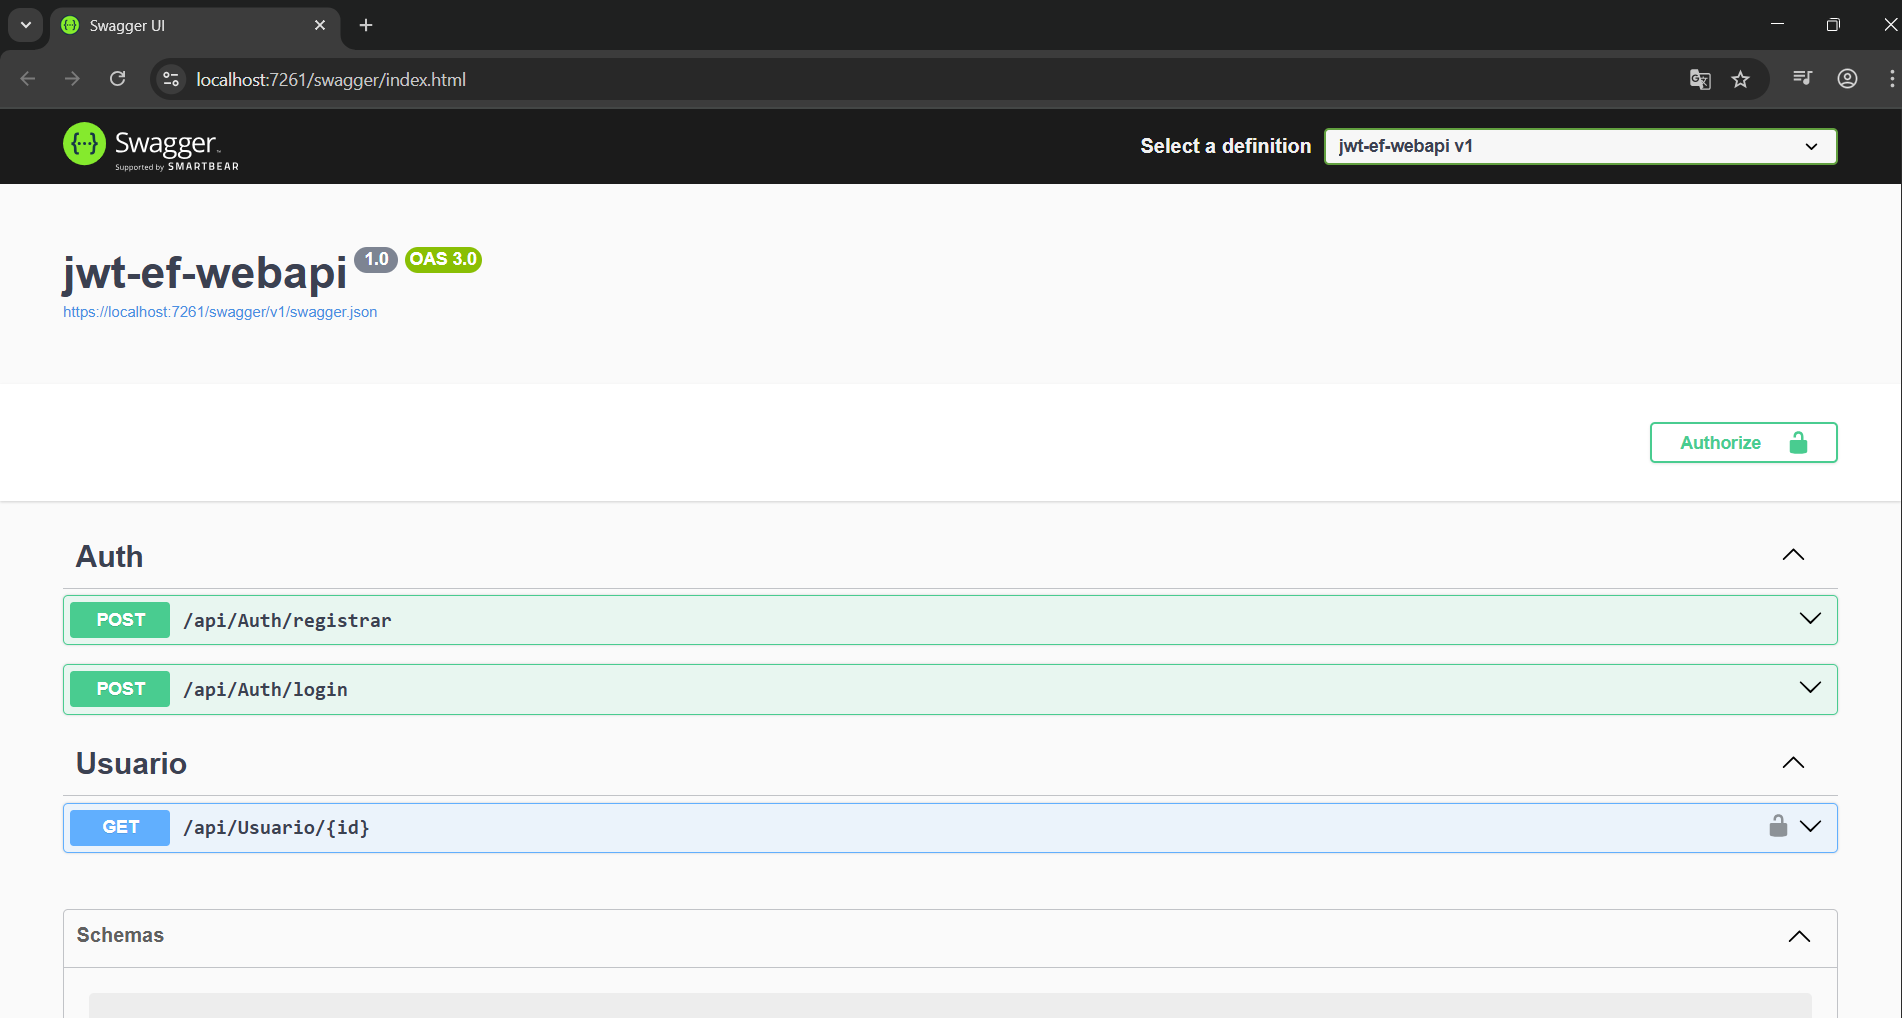 Swagger UI
localhost:7261/swagger/index.html
Swagger
Supported by SMARTBEAR
Select a definition
jwt-ef-webapi v1
jwt-ef-webapi 1.0 OAS 3.0
https://localhost:7261/swagger/v1/swagger.json
Authorize
Auth
POST /api/Auth/registrar
POST /api/Auth/login
Usuario
GET /api/Usuario/{id}
Schemas